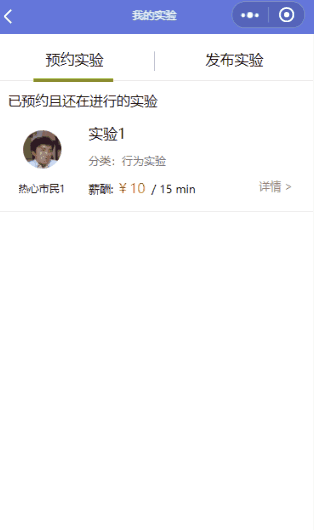 我的实验
预约实验 发布实验
已预约且还在进行的实验
实验1
分类：行为实验
热心市民1 薪酬: ¥ 10 / 15 min 详情 >